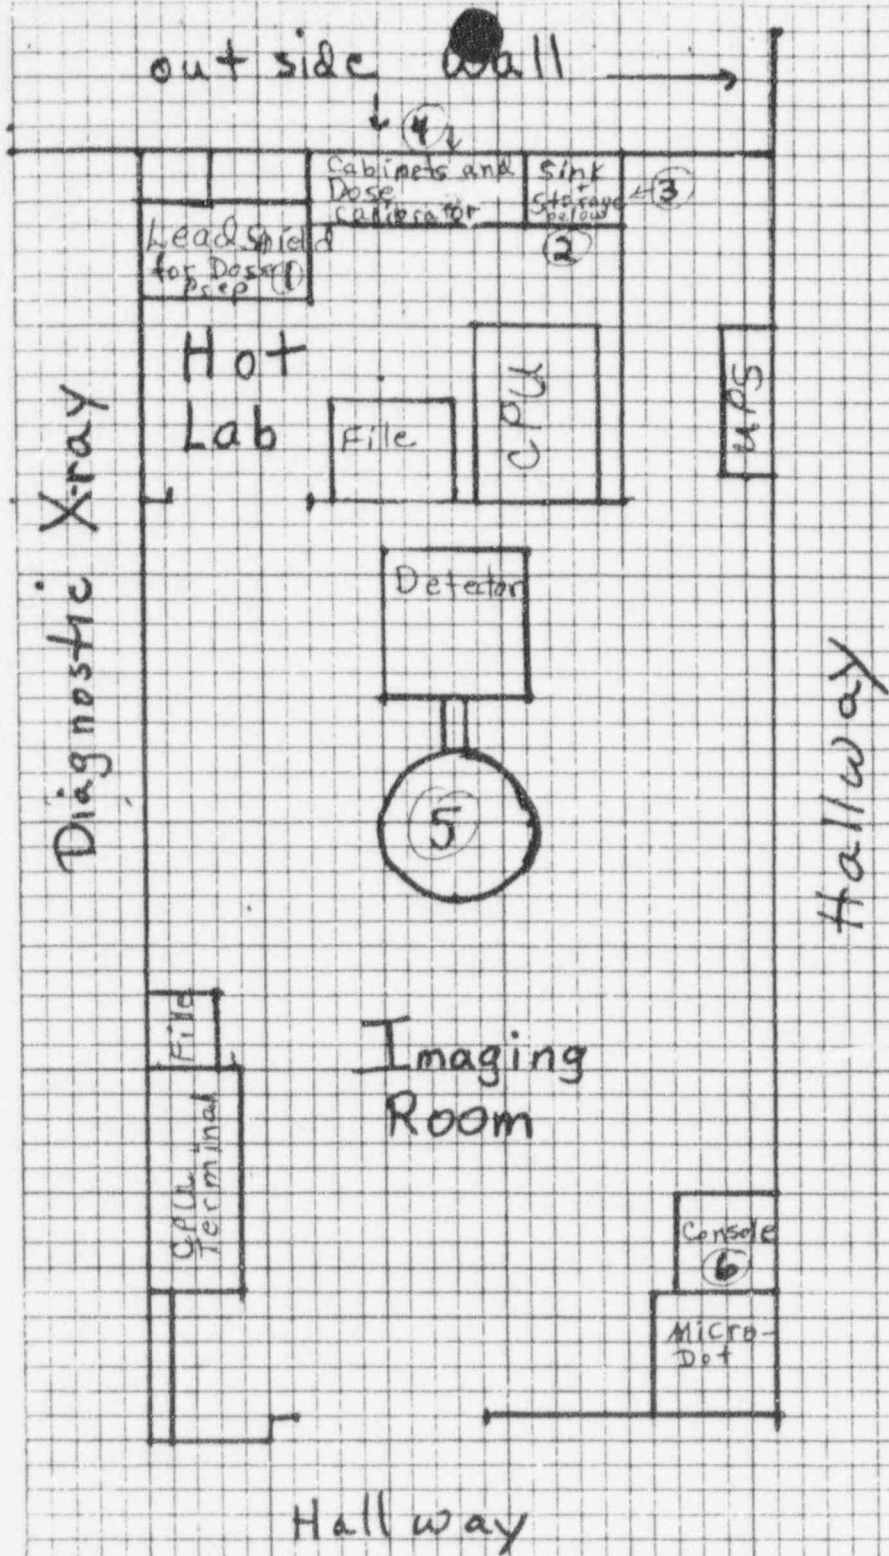 out side wall
4
Cabinets and
Dose
calibrator
Sink
+
Storage
below
3
2
Lead Shield
for Dose
Prep 1
Hot
Lab
File
CPU
UPS
Diagnostic X-ray
Detector
5
Hallway
File
Imaging
Room
CPU
Terminal
Console
6
Micro-
Dot
Hallway